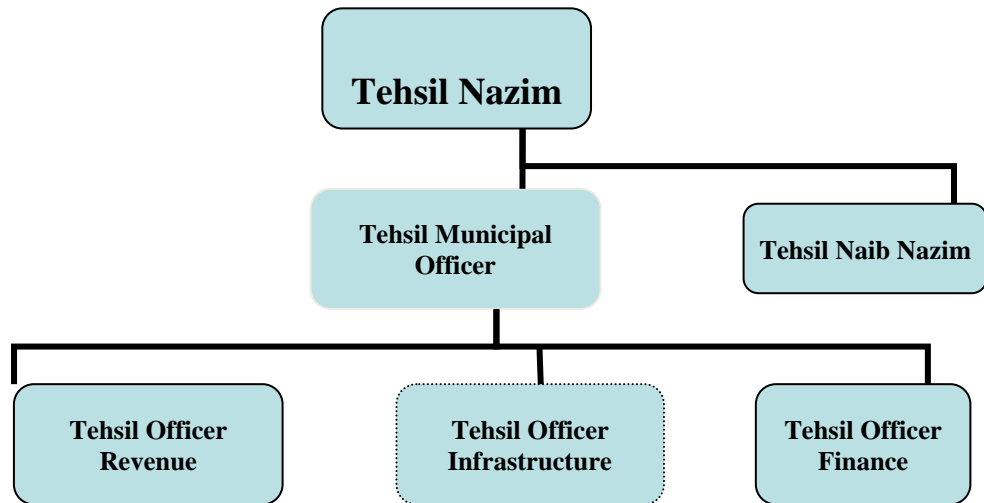 Tehsil Nazim
Tehsil Municipal
Officer
Tehsil Naib Nazim
Tehsil Officer
Revenue
Tehsil Officer
Infrastructure
Tehsil Officer
Finance